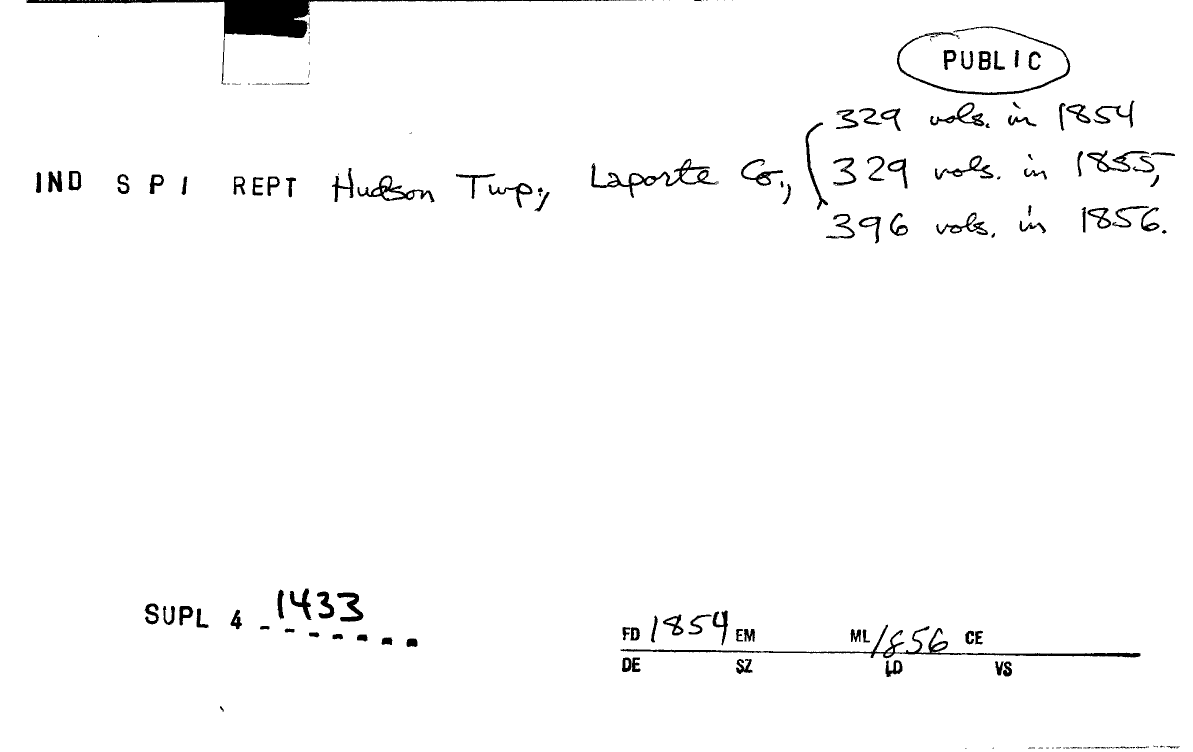 PUBLIC
329 vols. in 1854
IND S P I REPT Hudson Twp., Laporte Co., 329 vols. in 1855,
396 vols. in 1856.
SUPL 4 1433
FD 1854 EM ML 1856 CE
DE SZ LD VS